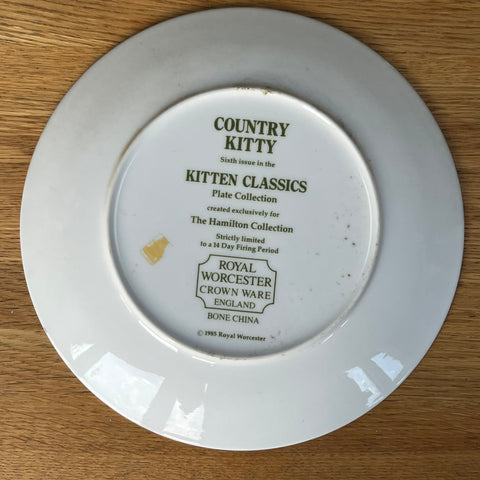 COUNTRY
KITTY
Sixth issue in the
KITTEN CLASSICS
Plate Collection
created exclusively for
The Hamilton Collection
Strictly limited
to a 14 Day Firing Period
ROYAL
WORCESTER
CROWN WARE
ENGLAND
BONE CHINA
© 1985 Royal Worcester